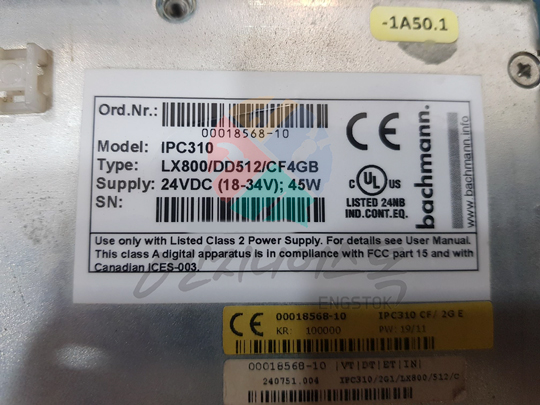 -1A50.1
Ord.Nr.:
00018568-10
Model: IPC310
Type: LX800/DD512/CF4GB
Supply: 24VDC (18-34V); 45W
SN:
CE
C UL US
LISTED 24NB
IND.CONT.EQ.
bachmann.
www.bachmann.info
Use only with Listed Class 2 Power Supply. For details see User Manual.
This class A digital apparatus is in compliance with FCC part 15 and with
Canadian ICES-003.
ENGSTOK
CE 00018568-10 IPC310 CF/ 2G E
KR: 100000 PW: 19/11
00018568-10 |VT|DT|ET|IN|
240751.004 IPC310/2G1/LX800/512/C